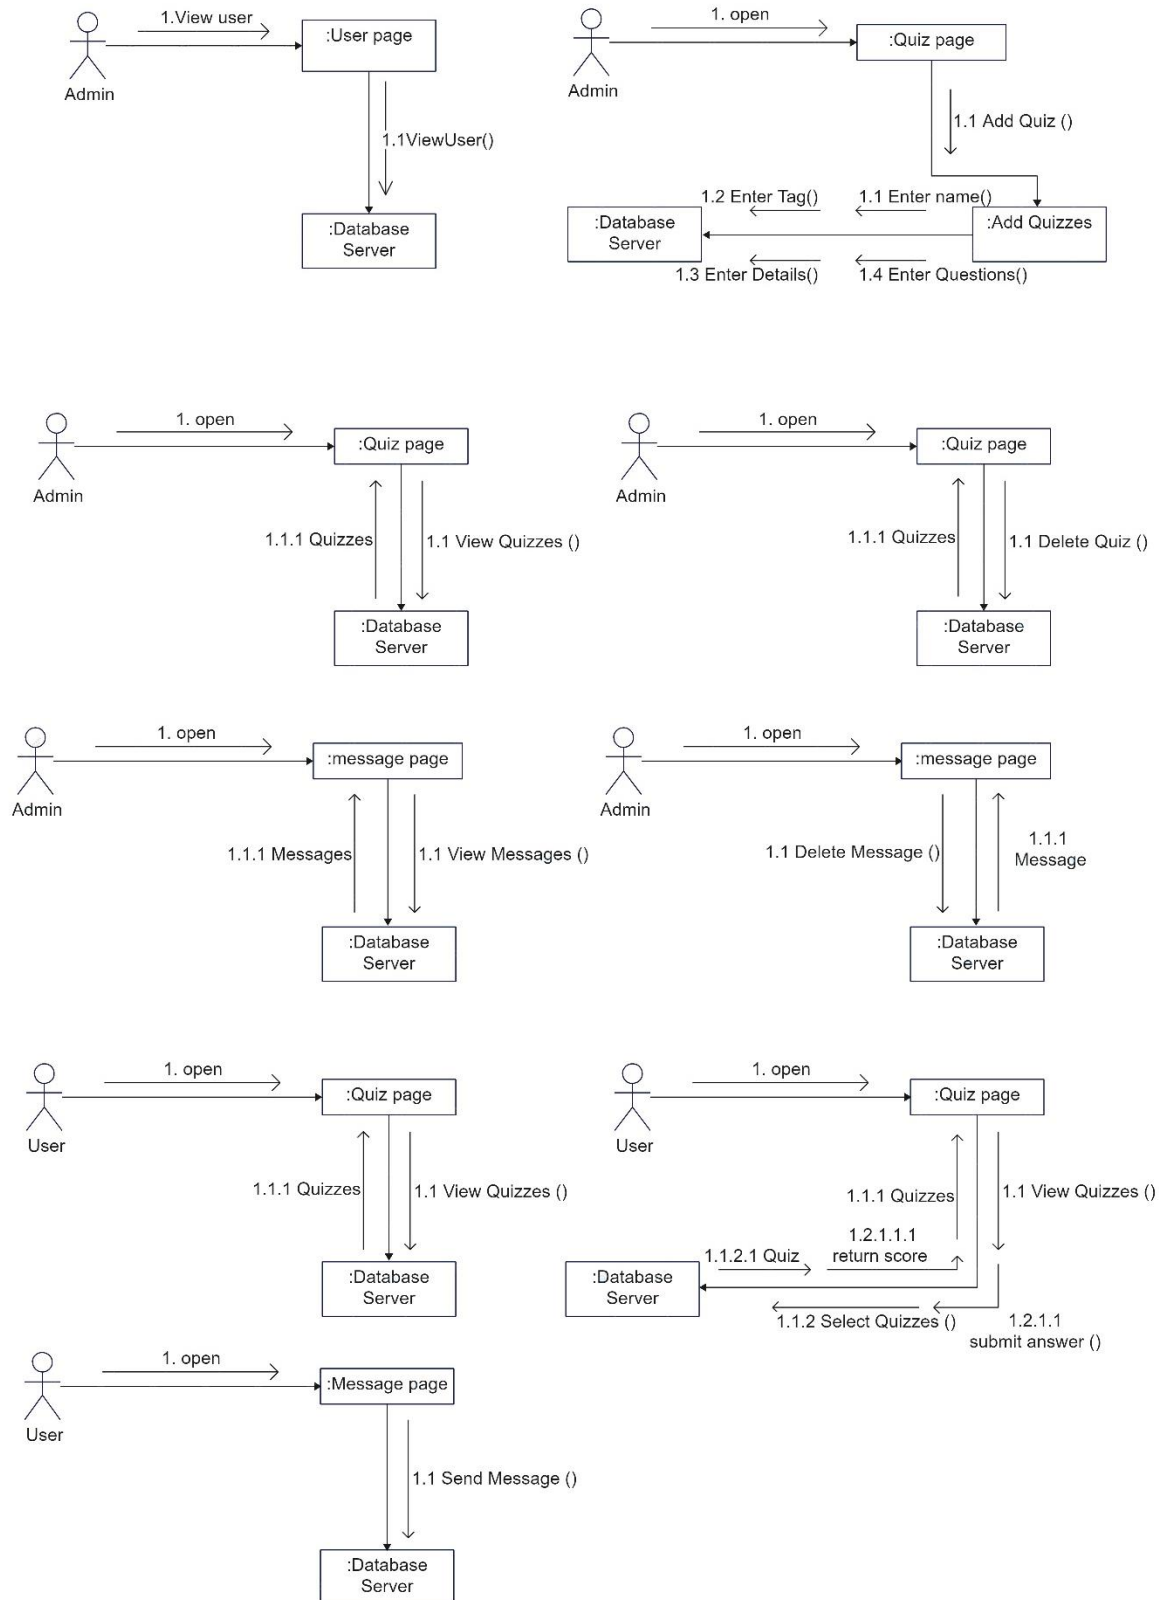 1.View user
:User page
Admin
1.1ViewUser()
:Database
Server
1. open
:Quiz page
Admin
1.1 Add Quiz ()
1.2 Enter Tag()
1.1 Enter name()
:Database
Server
:Add Quizzes
1.3 Enter Details()
1.4 Enter Questions()
1. open
:Quiz page
Admin
1.1.1 Quizzes
1.1 View Quizzes ()
:Database
Server
1. open
:Quiz page
Admin
1.1.1 Quizzes
1.1 Delete Quiz ()
:Database
Server
1. open
:message page
Admin
1.1.1 Messages
1.1 View Messages ()
:Database
Server
1. open
:message page
Admin
1.1 Delete Message ()
1.1.1
Message
:Database
Server
1. open
:Quiz page
User
1.1.1 Quizzes
1.1 View Quizzes ()
:Database
Server
1. open
:Quiz page
User
1.1.1 Quizzes
1.1 View Quizzes ()
1.1.2.1 Quiz
1.2.1.1.1
return score
:Database
Server
1.1.2 Select Quizzes ()
1.2.1.1
submit answer ()
1. open
:Message page
User
1.1 Send Message ()
:Database
Server